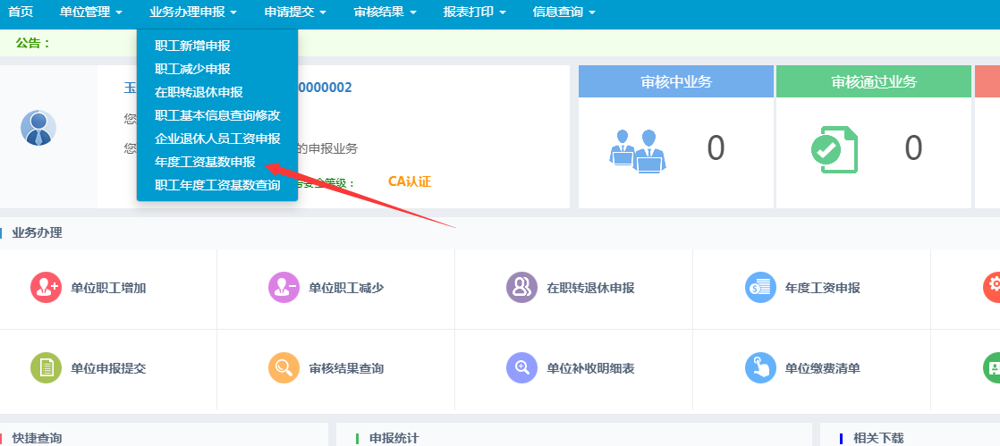 首页 单位管理 业务办理申报 申请提交 审核结果 报表打印 信息查询
公告：
职工新增申报
职工减少申报
在职转退休申报
职工基本信息查询修改
企业退休人员工资申报
年度工资基数申报
职工年度工资基数查询
玉 0000002
您
您 的申报业务
安全等级： CA认证
审核中业务 审核通过业务
0 0
业务办理
单位职工增加 单位职工减少 在职转退休申报 年度工资申报
单位申报提交 审核结果查询 单位补收明细表 单位缴费清单
快捷查询 申报统计 相关下载